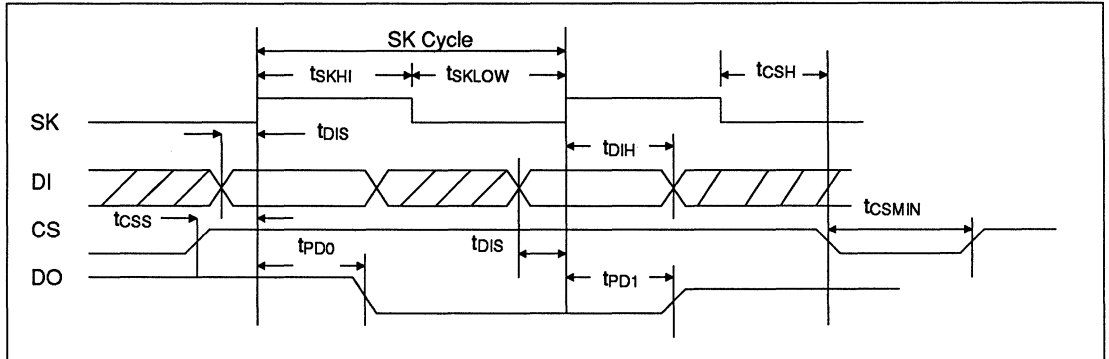 SK Cycle
tSKHI tSKLOW tCSH
SK
tDIS
tDIH
DI
tCSS tCSMIN
CS
tPD0 tDIS
DO
tPD1